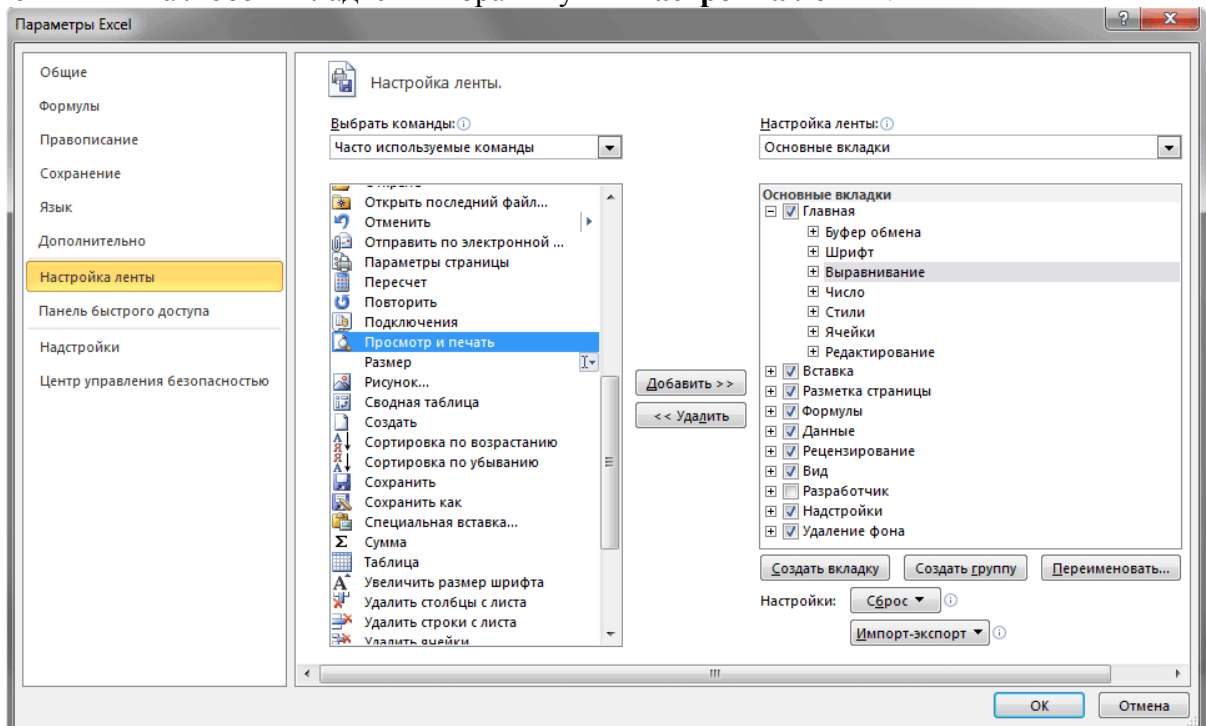 Параметры Excel
Общие
Формулы
Правописание
Сохранение
Язык
Дополнительно
Настройка ленты
Панель быстрого доступа
Надстройки
Центр управления безопасностью
Настройка ленты.
Выбрать команды:
Часто используемые команды
Открыть последний файл...
Отменить
Отправить по электронной ...
Параметры страницы
Пересчет
Повторить
Подключения
Просмотр и печать
Размер
Рисунок...
Сводная таблица
Создать
Сортировка по возрастанию
Сортировка по убыванию
Сохранить
Сохранить как
Специальная вставка...
Сумма
Таблица
Увеличить размер шрифта
Удалить столбцы с листа
Удалить строки с листа
Удалить ячейки
Добавить >>
<< Удалить
Настройка ленты:
Основные вкладки
Основные вкладки
Главная
Буфер обмена
Шрифт
Выравнивание
Число
Стили
Ячейки
Редактирование
Вставка
Разметка страницы
Формулы
Данные
Рецензирование
Вид
Разработчик
Надстройки
Удаление фона
Создать вкладку
Создать группу
Переименовать...
Настройки:
Сброс
Импорт-экспорт
ОК
Отмена